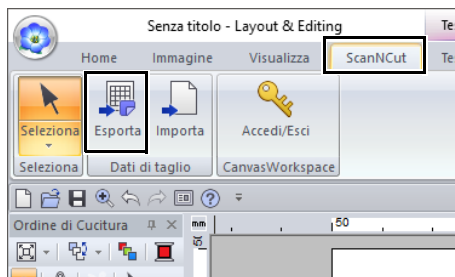 Senza titolo - Layout & Editing
Te
Home Immagine Visualizza ScanNCut Te
Seleziona Esporta Importa Accedi/Esci
Seleziona Dati di taglio CanvasWorkspace
Ordine di Cucitura mm 50
50